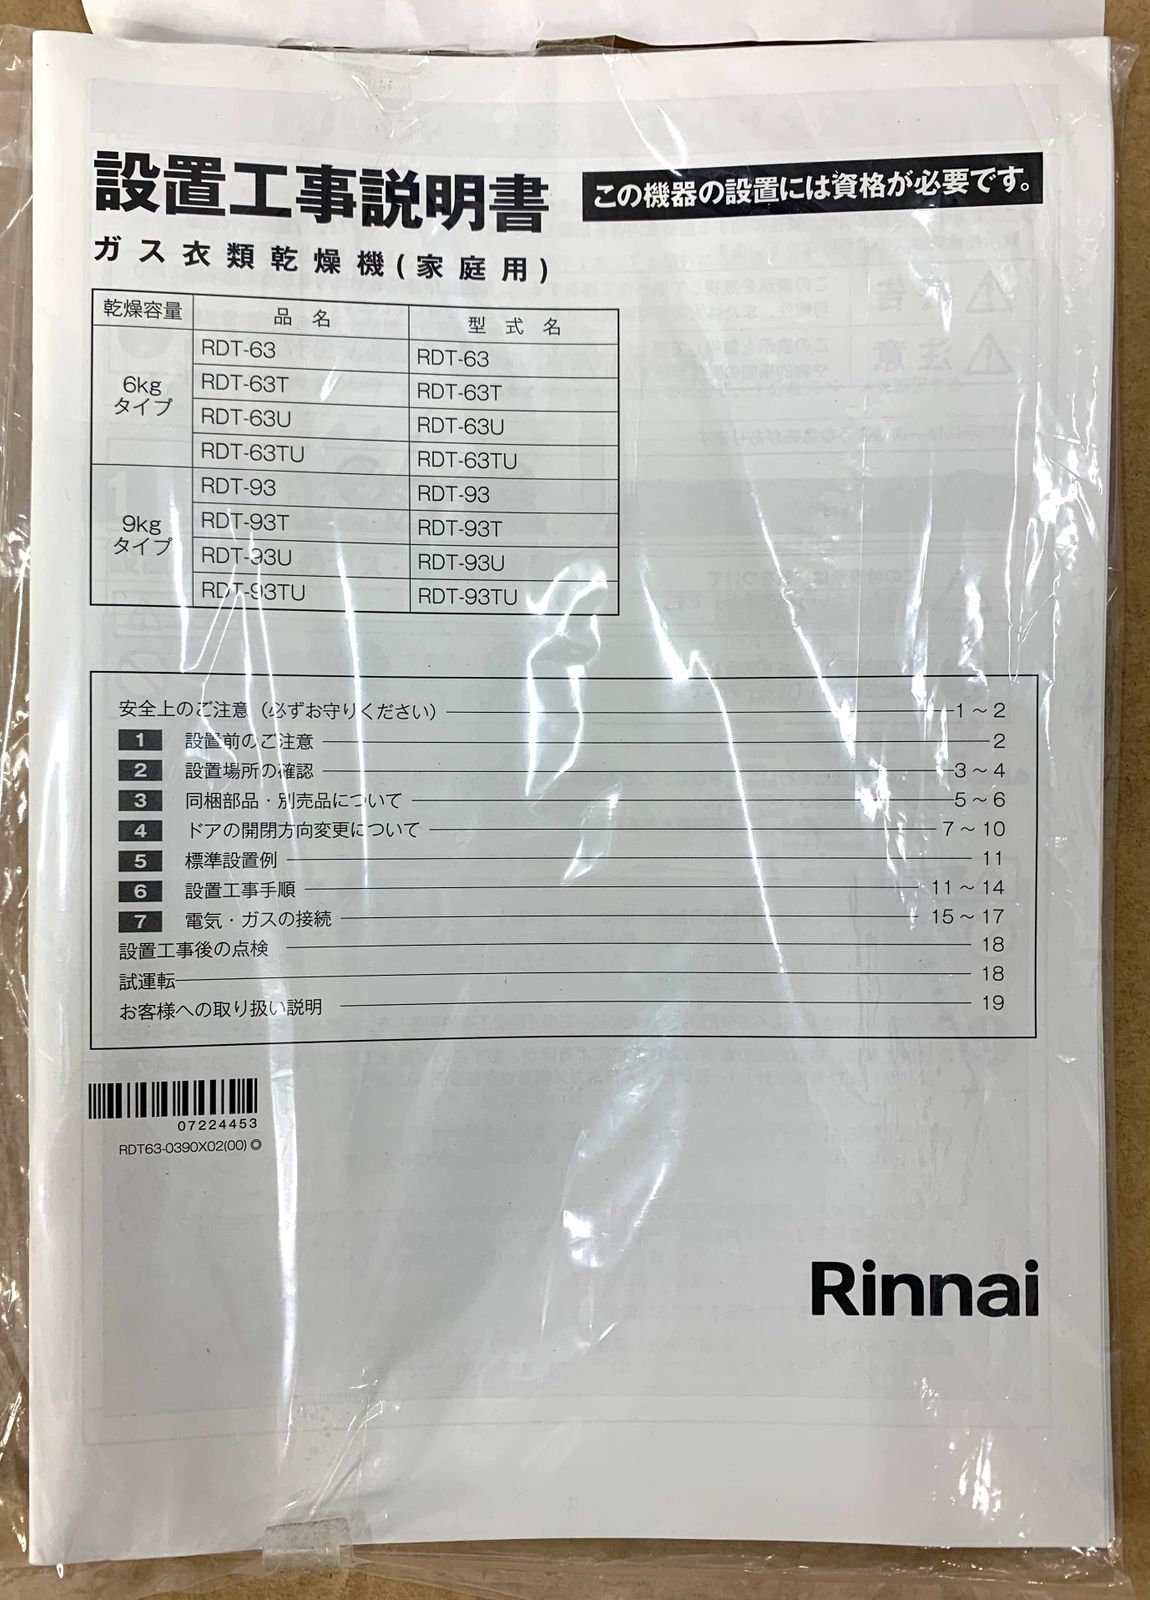 設置工事説明書
この機器の設置には資格が必要です。
ガス衣類乾燥機(家庭用)
乾燥容量 品名 型式名
6kgタイプ
RDT-63 RDT-63
RDT-63T RDT-63T
RDT-63U RDT-63U
RDT-63TU RDT-63TU
9kgタイプ
RDT-93 RDT-93
RDT-93T RDT-93T
RDT-93U RDT-93U
RDT-93TU RDT-93TU
安全上のご注意(必ずお守りください) 1~2
1 設置前のご注意 2
2 設置場所の確認 3~4
3 同梱部品・別売品について 5~6
4 ドアの開閉方向変更について 7~10
5 標準設置例 11
6 設置工事手順 11~14
7 電気・ガスの接続 15~17
設置工事後の点検 18
試運転 18
お客様への取り扱い説明 19
07224453
RDT63-0390X02(00)◎
Rinnai